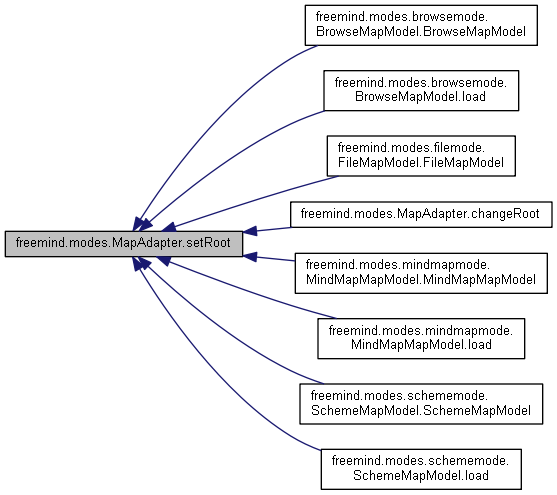 freemind.modes.browsemode.
BrowseMapModel.BrowseMapModel
freemind.modes.browsemode.
BrowseMapModel.load
freemind.modes.filemode.
FileMapModel.FileMapModel
freemind.modes.MapAdapter.changeRoot
freemind.modes.MapAdapter.setRoot
freemind.modes.mindmapmode.
MindMapMapModel.MindMapMapModel
freemind.modes.mindmapmode.
MindMapMapModel.load
freemind.modes.schememode.
SchemeMapModel.SchemeMapModel
freemind.modes.schememode.
SchemeMapModel.load